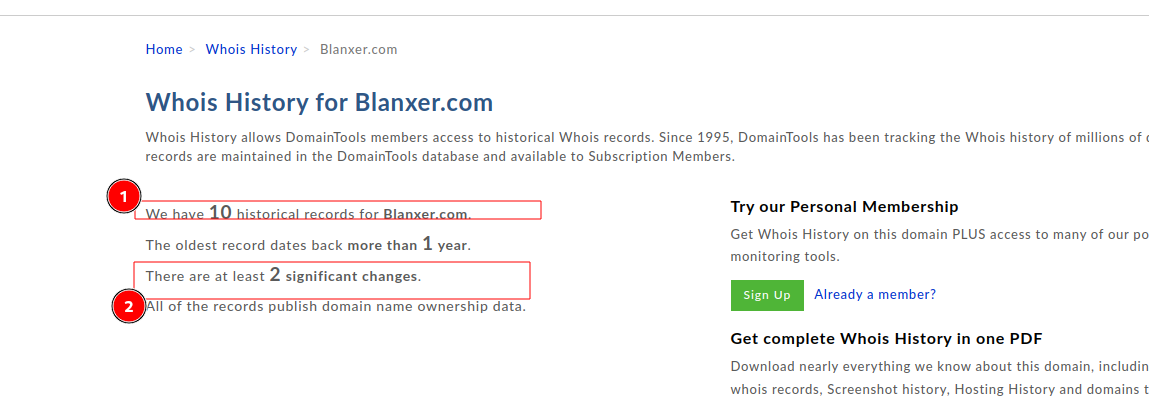 Home > Whois History > Blanxer.com
Whois History for Blanxer.com
Whois History allows DomainTools members access to historical Whois records. Since 1995, DomainTools has been tracking the Whois history of millions of
records are maintained in the DomainTools database and available to Subscription Members.
1
We have 10 historical records for Blanxer.com.
The oldest record dates back more than 1 year.
There are at least 2 significant changes.
2
All of the records publish domain name ownership data.
Try our Personal Membership
Get Whois History on this domain PLUS access to many of our po
monitoring tools.
Sign Up Already a member?
Get complete Whois History in one PDF
Download nearly everything we know about this domain, includin
whois records, Screenshot history, Hosting History and domains t